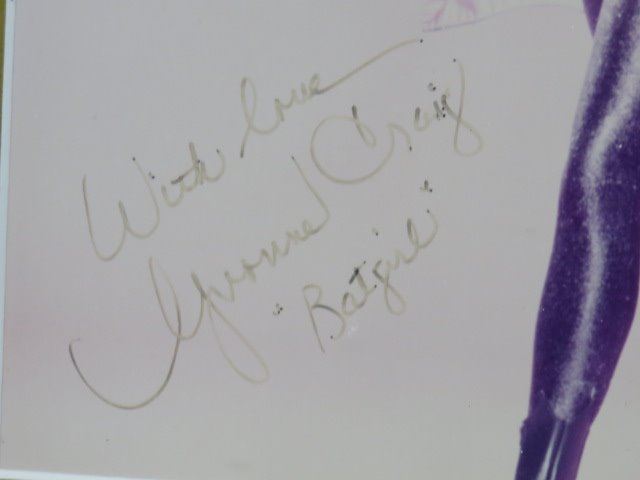 With love
Yvonne Craig
"Batgirl"